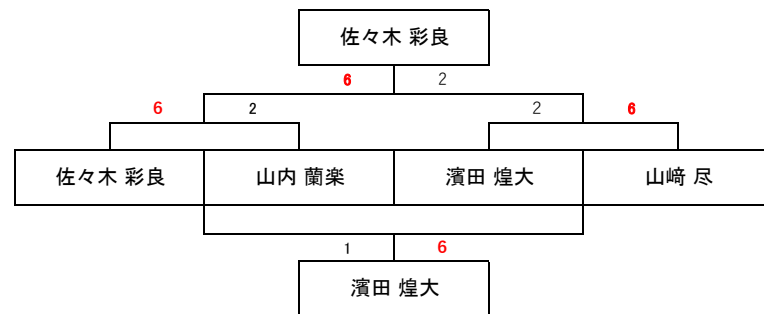 佐々木 彩良
6 2
6 2 2 6
佐々木 彩良 山内 蘭楽 濱田 煌大 山﨑 尽
1 6
濱田 煌大